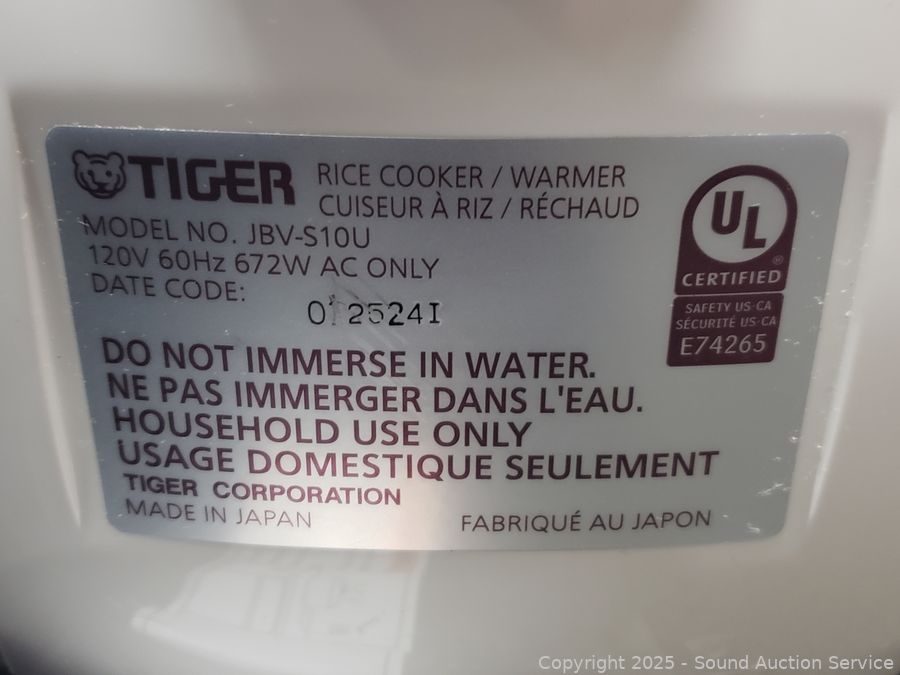 TIGER
RICE COOKER / WARMER
CUISEUR À RIZ / RÉCHAUD
MODEL NO. JBV-S10U
120V 60Hz 672W AC ONLY
DATE CODE:
UL
®
CERTIFIED
SAFETY US-CA
SÉCURITÉ US-CA
E74265
DO NOT IMMERSE IN WATER.
NE PAS IMMERGER DANS L'EAU.
HOUSEHOLD USE ONLY
USAGE DOMESTIQUE SEULEMENT
TIGER CORPORATION
MADE IN JAPAN
FABRIQUÉ AU JAPON
Copyright © 2025 - Sound Auction Service